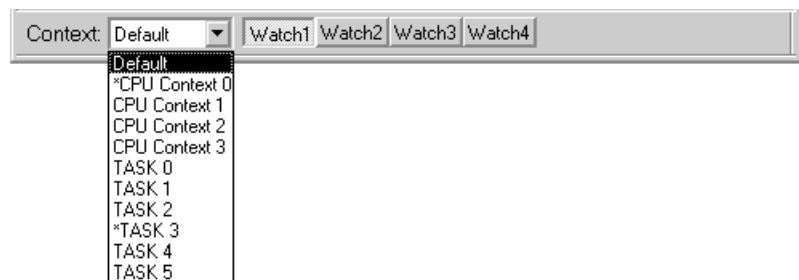 Context: Default Watch1 Watch2 Watch3 Watch4
Default
*CPU Context 0
CPU Context 1
CPU Context 2
CPU Context 3
TASK 0
TASK 1
TASK 2
*TASK 3
TASK 4
TASK 5